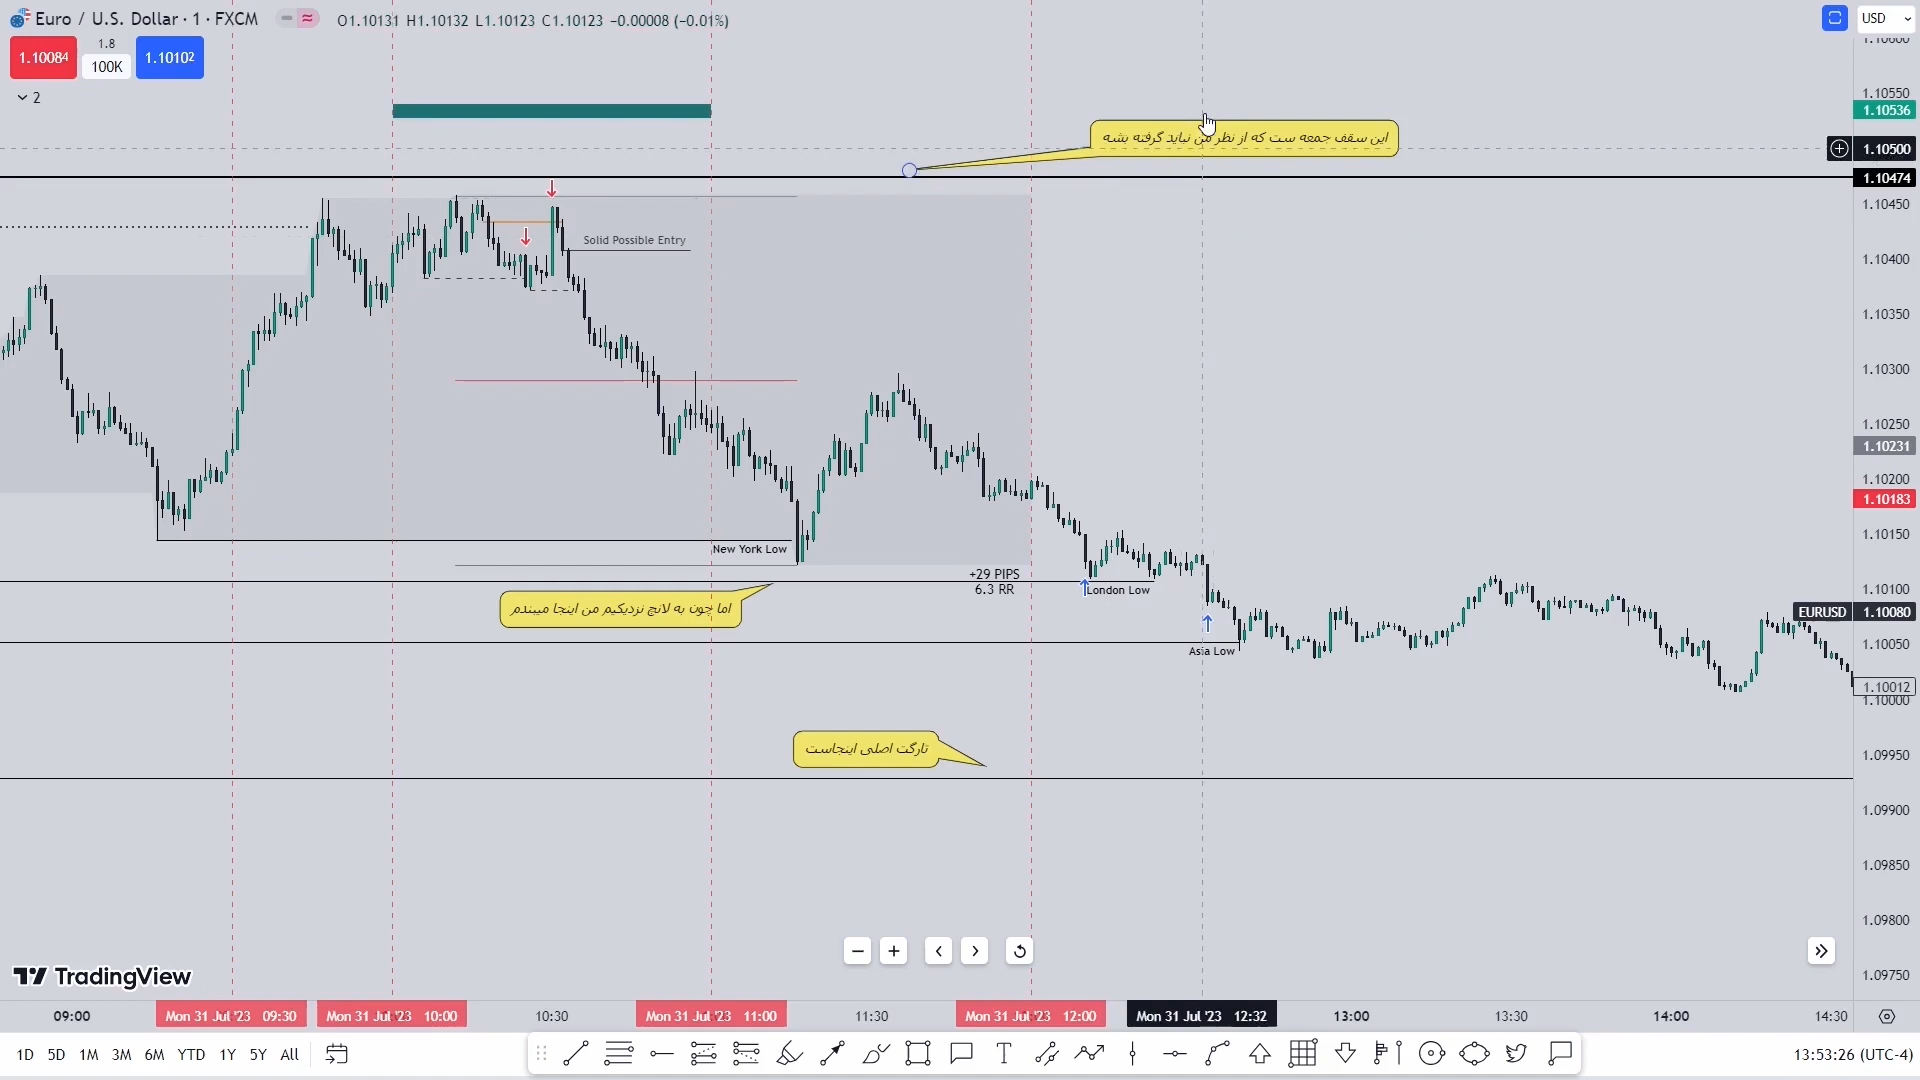 Euro / U.S. Dollar · 1 · FXCM
O1.10131 H1.10132 L1.10123 C1.10123 −0.00008 (−0.01%)
USD
1.10084
1.8
100K
1.10102
2
این سقف جمعه ست که از نظر من نباید گرفته بشه
Solid Possible Entry
New York Low
+29 PIPS
6.3 RR
London Low
اما چون به لانچ نزدیکیم من اینجا میبندم
Asia Low
تارگت اصلی اینجاست
1.10600
1.10550
1.10536
1.10500
1.10474
1.10450
1.10400
1.10350
1.10300
1.10250
1.10231
1.10200
1.10183
1.10150
1.10100
EURUSD 1.10080
1.10050
1.10012
1.10000
1.09950
1.09900
1.09850
1.09800
1.09750
TradingView
09:00
Mon 31 Jul '23 09:30
Mon 31 Jul '23 10:00
10:30
Mon 31 Jul '23 11:00
11:30
Mon 31 Jul '23 12:00
Mon 31 Jul '23 12:32
13:00
13:30
14:00
14:30
1D 5D 1M 3M 6M YTD 1Y 5Y All
13:53:26 (UTC-4)